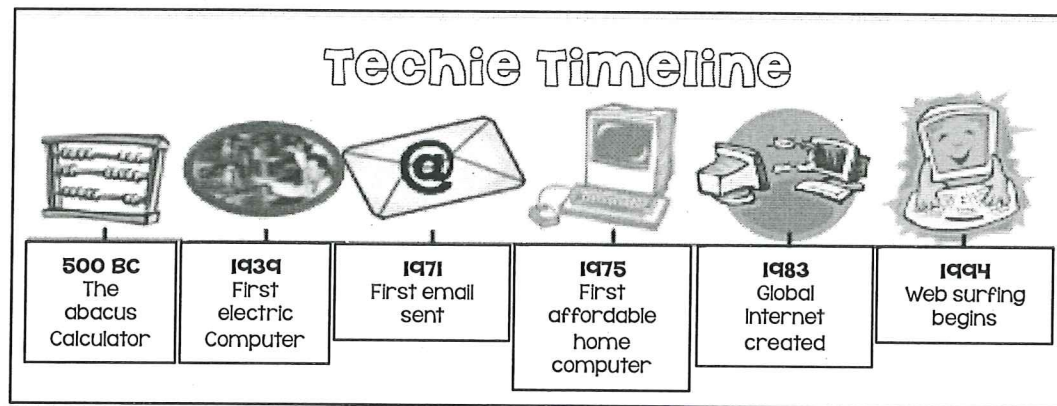 Techie Timeline
@
500 BC
The
abacus
Calculator
1939
First
electric
Computer
1971
First email
sent
1975
First
affordable
home
computer
1983
Global
Internet
created
1994
Web surfing
begins